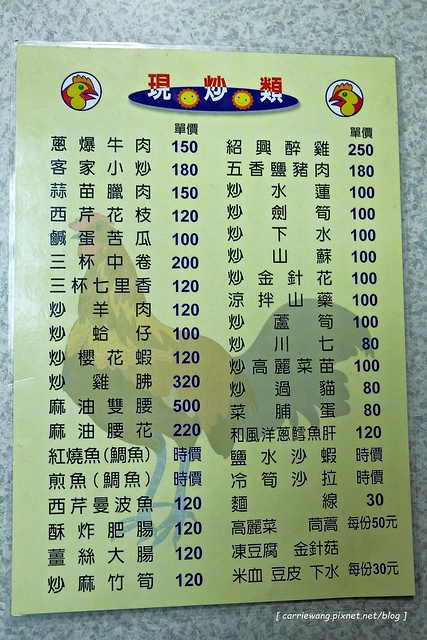 現炒類
單價
蔥爆牛肉 150
客家小炒 180
蒜苗臘肉 150
西芹花枝 120
鹹蛋苦瓜 100
三杯中卷 200
三杯七里香 120
炒羊肉 120
炒蛤仔 100
炒櫻花蝦 120
炒雞胇 320
麻油雙腰 500
麻油腰花 220
紅燒魚(鯛魚) 時價
煎魚(鯛魚) 時價
西芹曼波魚 120
酥炸肥腸 120
薑絲大腸 120
炒麻竹筍 120
單價
紹興醉雞 250
五香鹽豬肉 180
炒水蓮 100
炒劍筍 100
炒下水 100
炒山蘇 100
炒金針花 100
涼拌山藥 100
炒蘆筍 100
炒川七 80
炒高麗菜苗 100
炒過貓 80
菜脯蛋 80
和風洋蔥鱈魚肝 120
鹽水沙蝦 時價
冷筍沙拉 時價
麵線 30
高麗菜 茼蒿 每份50元
凍豆腐 金針菇
米血 豆皮 下水 每份30元
[ carriewang.pixnet.net/blog ]